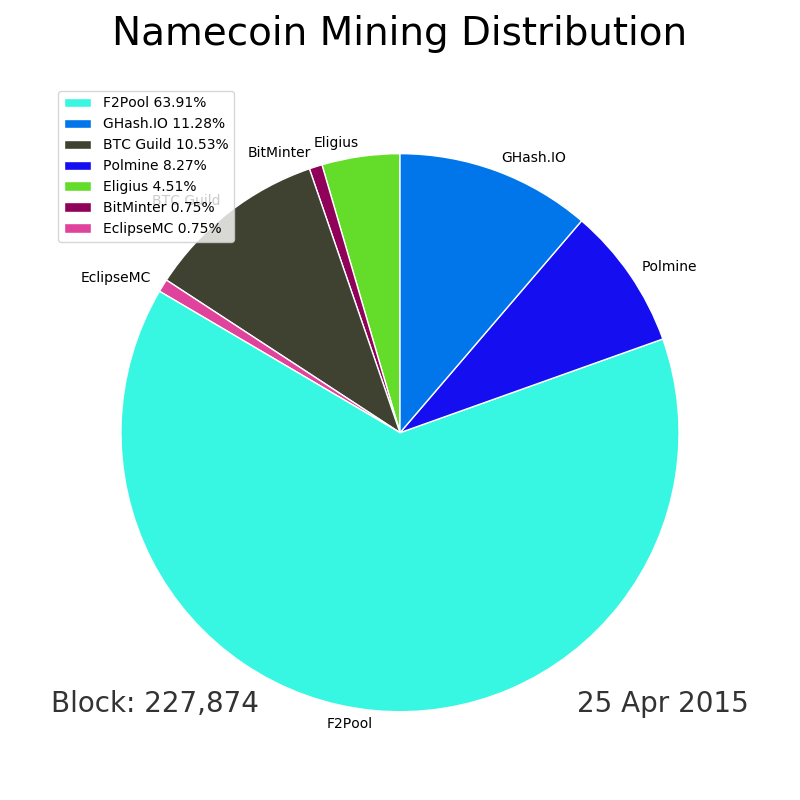 Namecoin Mining Distribution
F2Pool 63.91%
GHash.IO 11.28%
BTC Guild 10.53%
Polmine 8.27%
Eligius 4.51%
BitMinter 0.75%
EclipseMC 0.75%
Eligius
BitMinter
GHash.IO
BTC Guild
Polmine
EclipseMC
Block: 227,874
25 Apr 2015
F2Pool